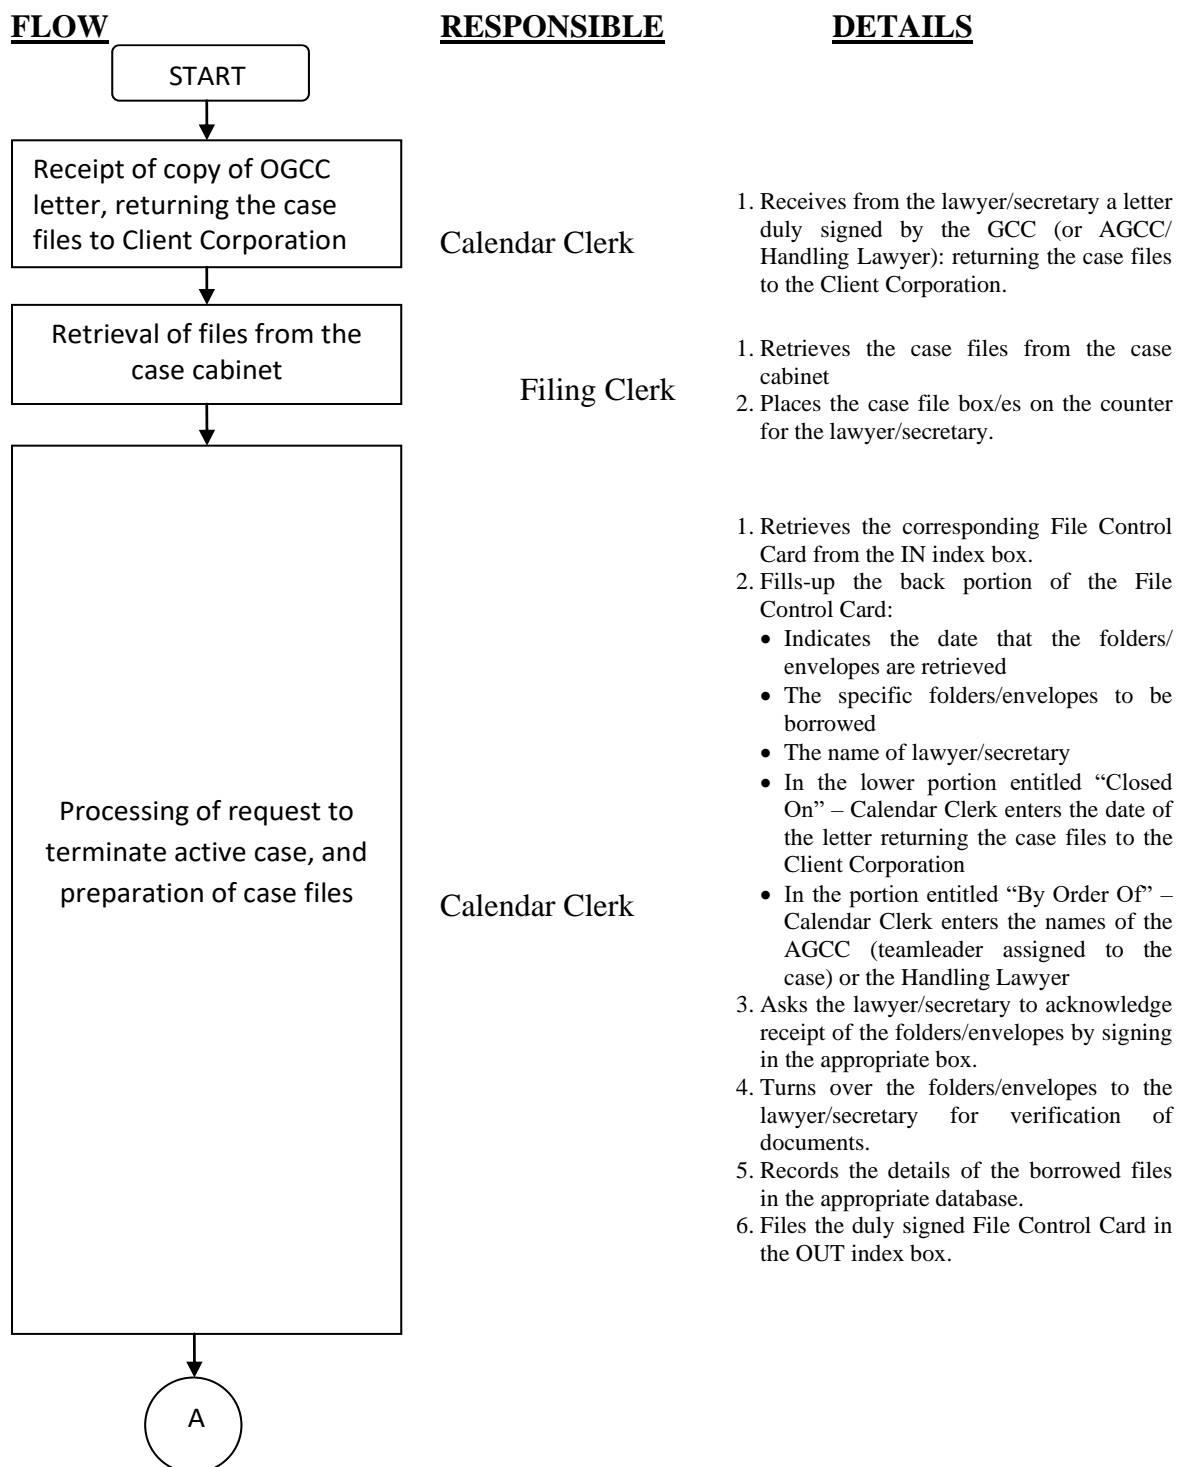 FLOW RESPONSIBLE DETAILS
START
Receipt of copy of OGCC
letter, returning the case
files to Client Corporation
Calendar Clerk
1. Receives from the lawyer/secretary a letter
duly signed by the GCC (or AGCC/
Handling Lawyer): returning the case files
to the Client Corporation.
Retrieval of files from the
case cabinet
Filing Clerk
1. Retrieves the case files from the case
cabinet
2. Places the case file box/es on the counter
for the lawyer/secretary.
Processing of request to
terminate active case, and
preparation of case files
Calendar Clerk
1. Retrieves the corresponding File Control
Card from the IN index box.
2. Fills-up the back portion of the File
Control Card:
• Indicates the date that the folders/
envelopes are retrieved
• The specific folders/envelopes to be
borrowed
• The name of lawyer/secretary
• In the lower portion entitled “Closed
On” – Calendar Clerk enters the date of
the letter returning the case files to the
Client Corporation
• In the portion entitled “By Order Of” –
Calendar Clerk enters the names of the
AGCC (teamleader assigned to the
case) or the Handling Lawyer
3. Asks the lawyer/secretary to acknowledge
receipt of the folders/envelopes by signing
in the appropriate box.
4. Turns over the folders/envelopes to the
lawyer/secretary for verification of
documents.
5. Records the details of the borrowed files
in the appropriate database.
6. Files the duly signed File Control Card in
the OUT index box.
A